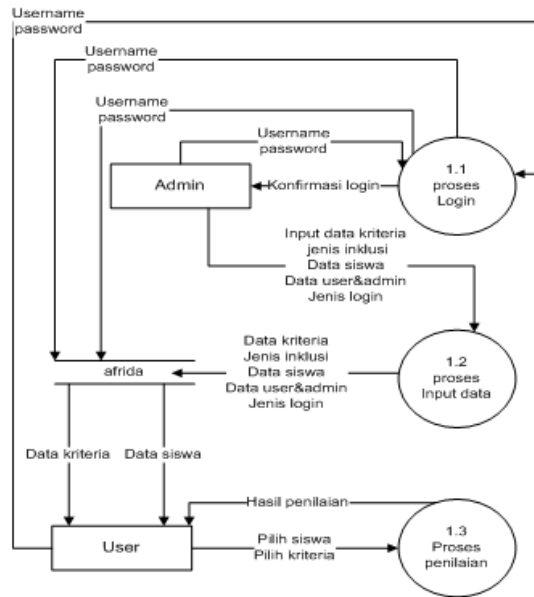 Username
password
Username
password
Username
password
Username
password
Admin
Konfirmasi login
1.1
proses
Login
Input data kriteria
jenis inklusi
Data siswa
Data user&admin
Jenis login
afrida
Data kriteria
Jenis inklusi
Data siswa
Data user&admin
Jenis login
1.2
proses
Input data
Data kriteria
Data siswa
Hasil penilaian
User
Pilih siswa
Pilih kriteria
1.3
Proses
penilaian